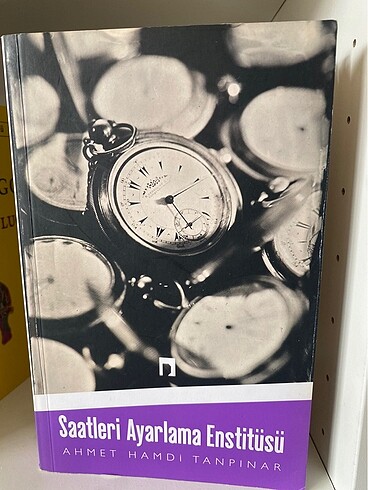 Saatleri Ayarlama Enstitüsü
AHMET HAMDİ TANPINAR